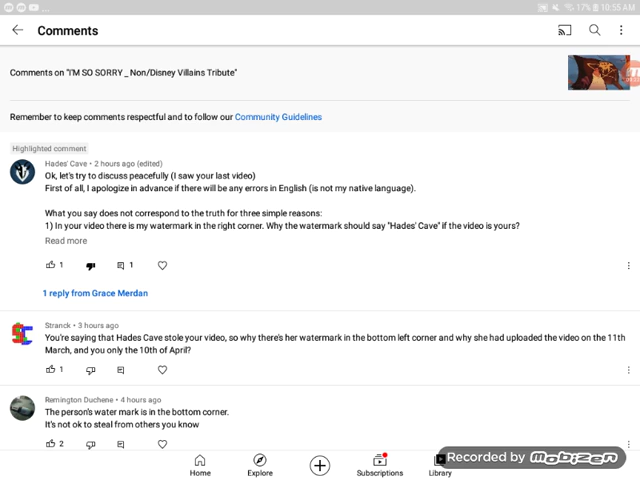 17% 10:55 AM
Comments
Comments on "I'M SO SORRY _ Non/Disney Villains Tribute"
Remember to keep comments respectful and to follow our Community Guidelines
Highlighted comment
Hades' Cave • 2 hours ago (edited)
Ok, let's try to discuss peacefully (I saw your last video)
First of all, I apologize in advance if there will be any errors in English (is not my native language).
What you say does not correspond to the truth for three simple reasons:
1) In your video there is my watermark in the right corner. Why the watermark should say "Hades' Cave" if the video is yours?
Read more
1 1
1 reply from Grace Merdan
Stranck • 3 hours ago
You're saying that Hades Cave stole your video, so why there's her watermark in the bottom left corner and why she had uploaded the video on the 11th
March, and you only the 10th of April?
1
Remington Duchene • 4 hours ago
The person's water mark is in the bottom corner.
It's not ok to steal from others you know
2
Home Explore Subscriptions Library
Recorded by Mobizen